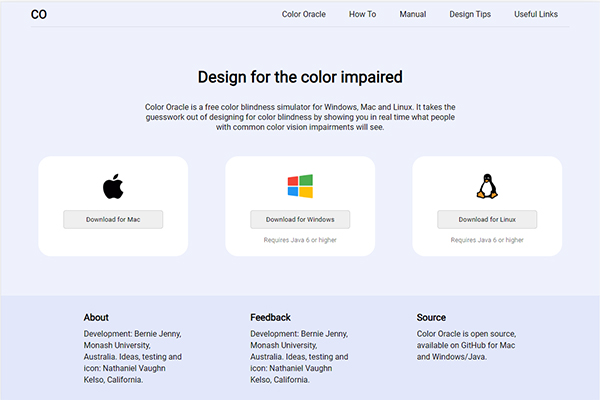 CO
Color Oracle How To Manual Design Tips Useful Links
Design for the color impaired
Color Oracle is a free color blindness simulator for Windows, Mac and Linux. It takes the
guesswork out of designing for color blindness by showing you in real time what people
with common color vision impairments will see.
Download for Mac
Download for Windows
Requires Java 6 or higher
Download for Linux
Requires Java 6 or higher
About
Development: Bernie Jenny,
Monash University,
Australia. Ideas, testing and
icon: Nathaniel Vaughn
Kelso, California.
Feedback
Development: Bernie Jenny,
Monash University,
Australia. Ideas, testing and
icon: Nathaniel Vaughn
Kelso, California.
Source
Color Oracle is open source,
available on GitHub for Mac
and Windows/Java.